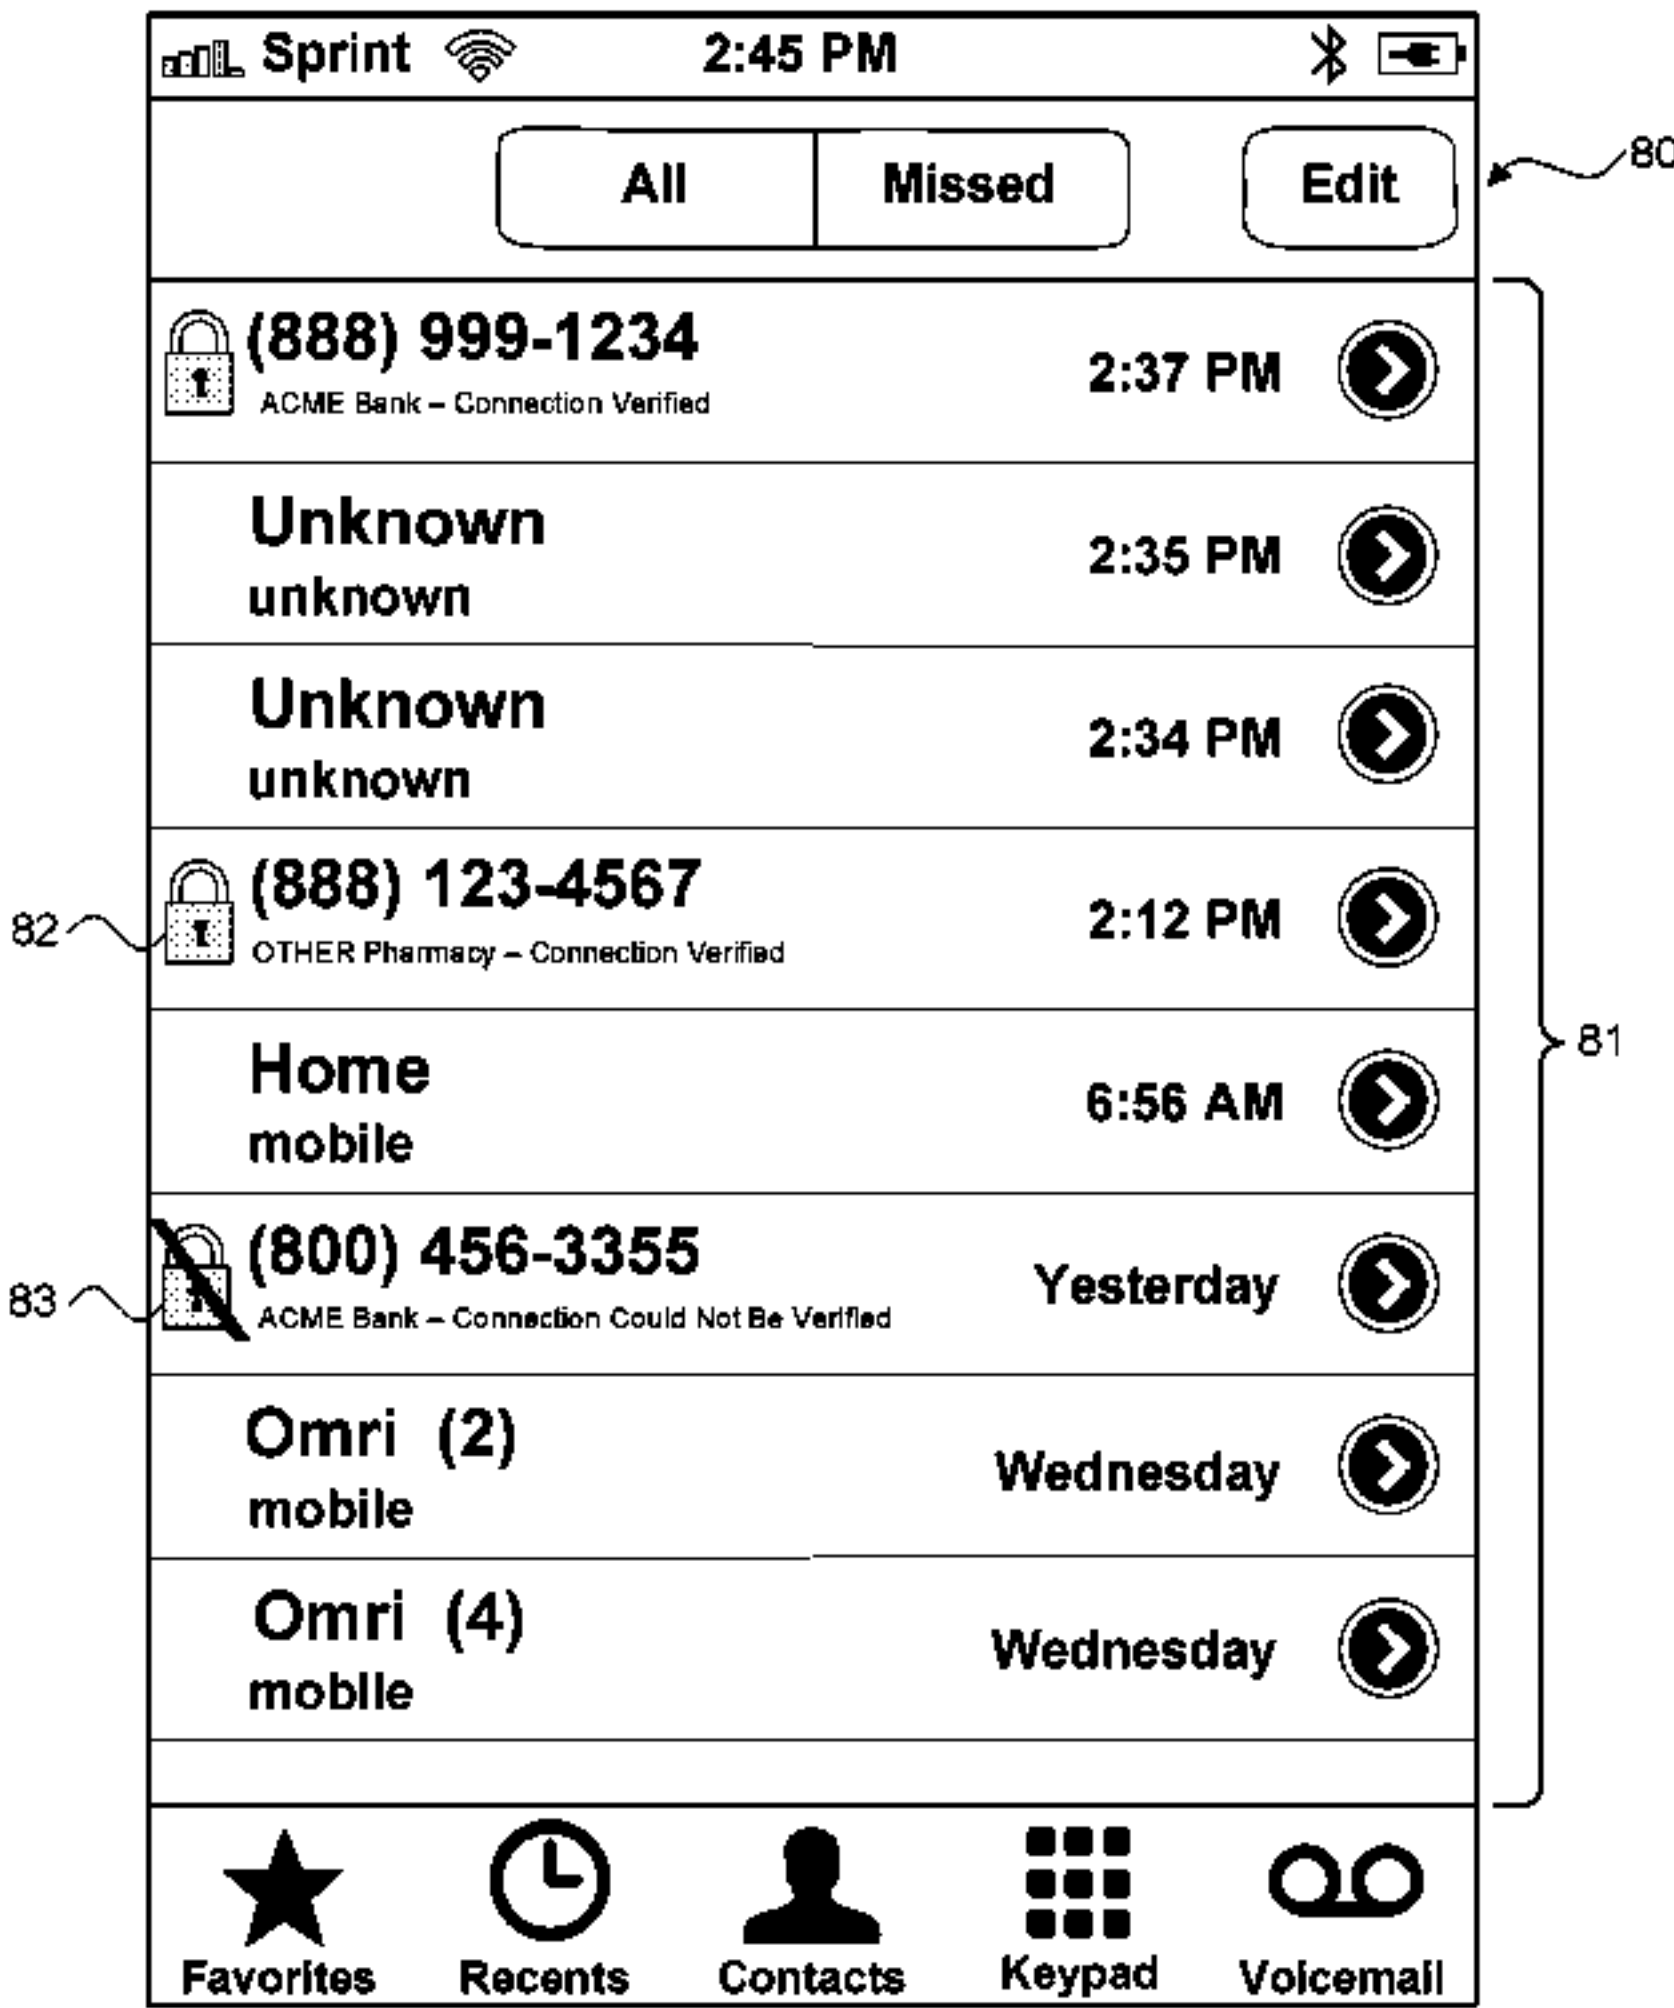 Sprint 2:45 PM
All Missed Edit 80
(888) 999-1234
ACME Bank – Connection Verified
2:37 PM
Unknown
unknown
2:35 PM
Unknown
unknown
2:34 PM
(888) 123-4567
OTHER Pharmacy – Connection Verified
2:12 PM
82
Home
mobile
6:56 AM
81
(800) 456-3355
ACME Bank – Connection Could Not Be Verified
Yesterday
83
Omri (2)
mobile
Wednesday
Omri (4)
mobile
Wednesday
Favorites Recents Contacts Keypad Voicemail